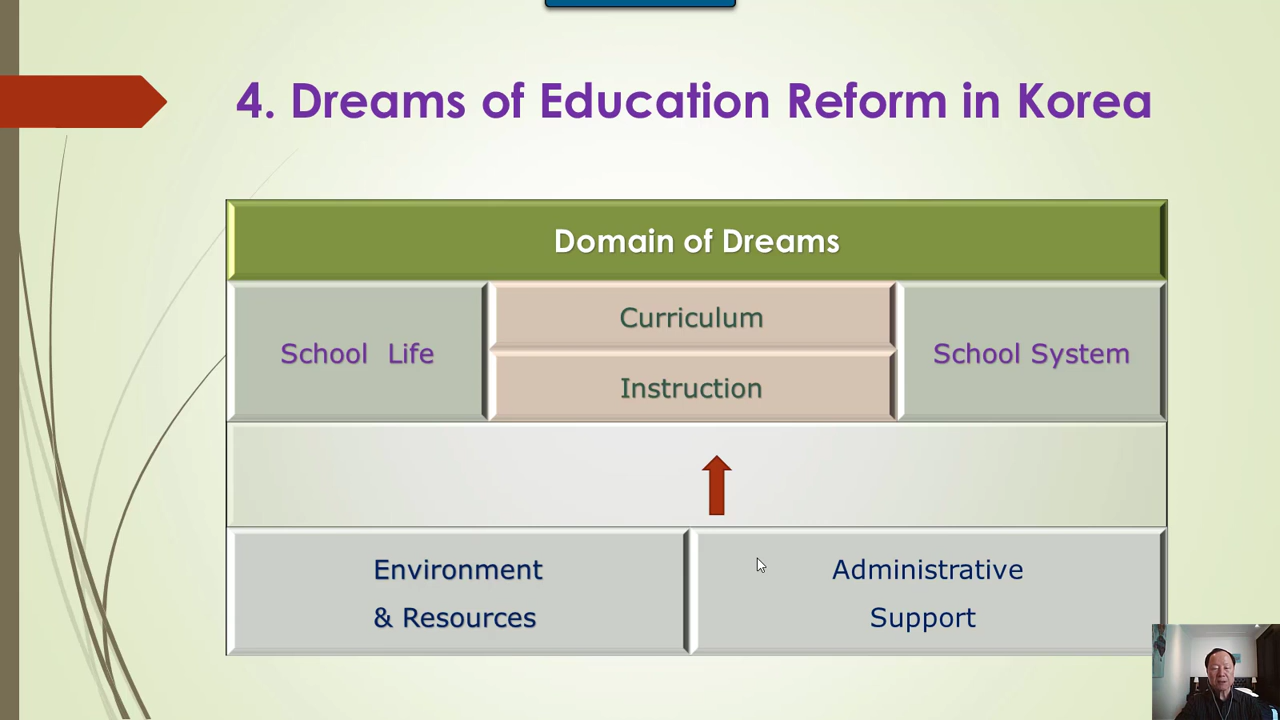 4. Dreams of Education Reform in Korea
Domain of Dreams
School Life
Curriculum
Instruction
School System
Environment
& Resources
Administrative
Support